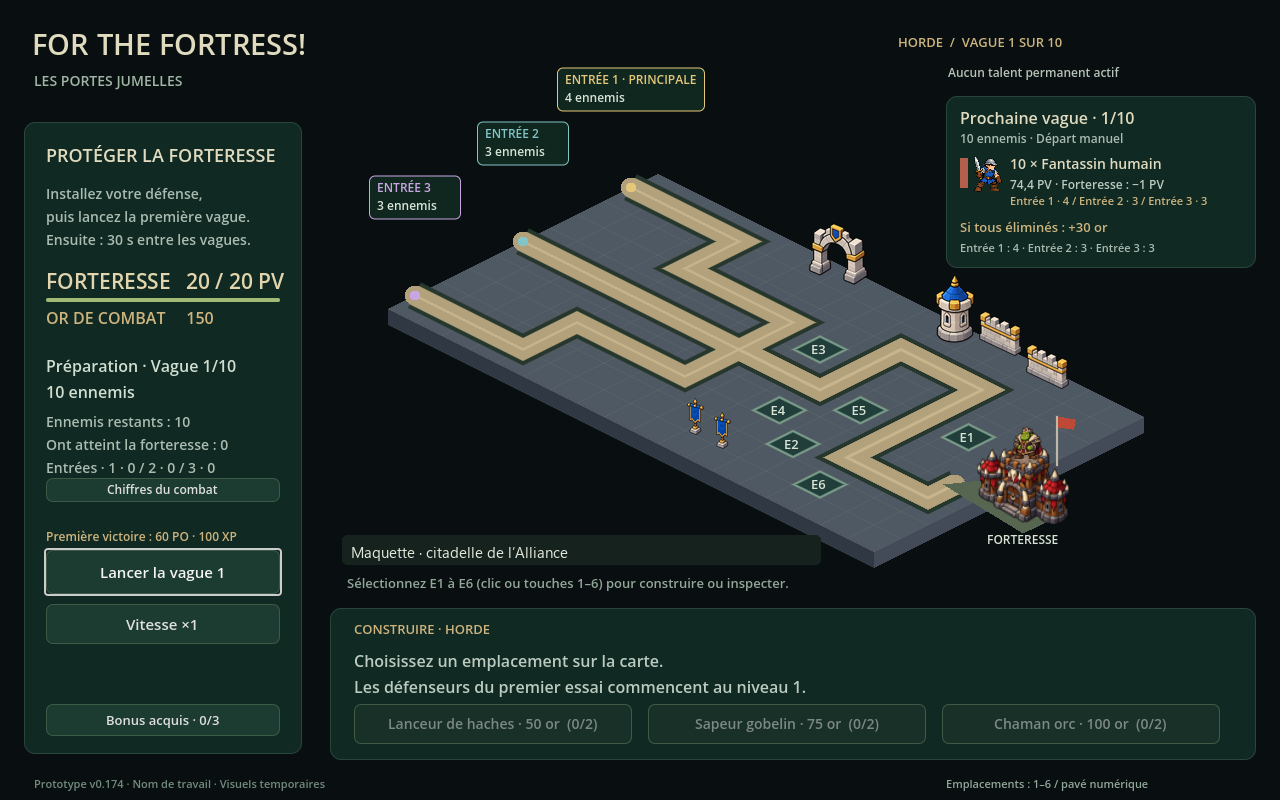 FOR THE FORTRESS!
LES PORTES JUMELLES
HORDE / VAGUE 1 SUR 10
Aucun talent permanent actif
ENTRÉE 1 · PRINCIPALE
4 ennemis
ENTRÉE 2
3 ennemis
ENTRÉE 3
3 ennemis
Prochaine vague · 1/10
10 ennemis · Départ manuel
10 × Fantassin humain
74,4 PV · Forteresse : −1 PV
Entrée 1 · 4 / Entrée 2 · 3 / Entrée 3 · 3
Si tous éliminés : +30 or
Entrée 1 : 4 · Entrée 2 : 3 · Entrée 3 : 3
PROTÉGER LA FORTERESSE
Installez votre défense,
puis lancez la première vague.
Ensuite : 30 s entre les vagues.
FORTERESSE 20 / 20 PV
OR DE COMBAT 150
Préparation · Vague 1/10
10 ennemis
Ennemis restants : 10
Ont atteint la forteresse : 0
Entrées · 1 · 0 / 2 · 0 / 3 · 0
Chiffres du combat
Première victoire : 60 PO · 100 XP
Lancer la vague 1
Vitesse ×1
Bonus acquis · 0/3
E3
E4
E5
E2
E1
E6
FORTERESSE
Maquette · citadelle de l’Alliance
Sélectionnez E1 à E6 (clic ou touches 1–6) pour construire ou inspecter.
CONSTRUIRE · HORDE
Choisissez un emplacement sur la carte.
Les défenseurs du premier essai commencent au niveau 1.
Lanceur de haches · 50 or (0/2)
Sapeur gobelin · 75 or (0/2)
Chaman orc · 100 or (0/2)
Prototype v0.174 · Nom de travail · Visuels temporaires
Emplacements : 1–6 / pavé numérique